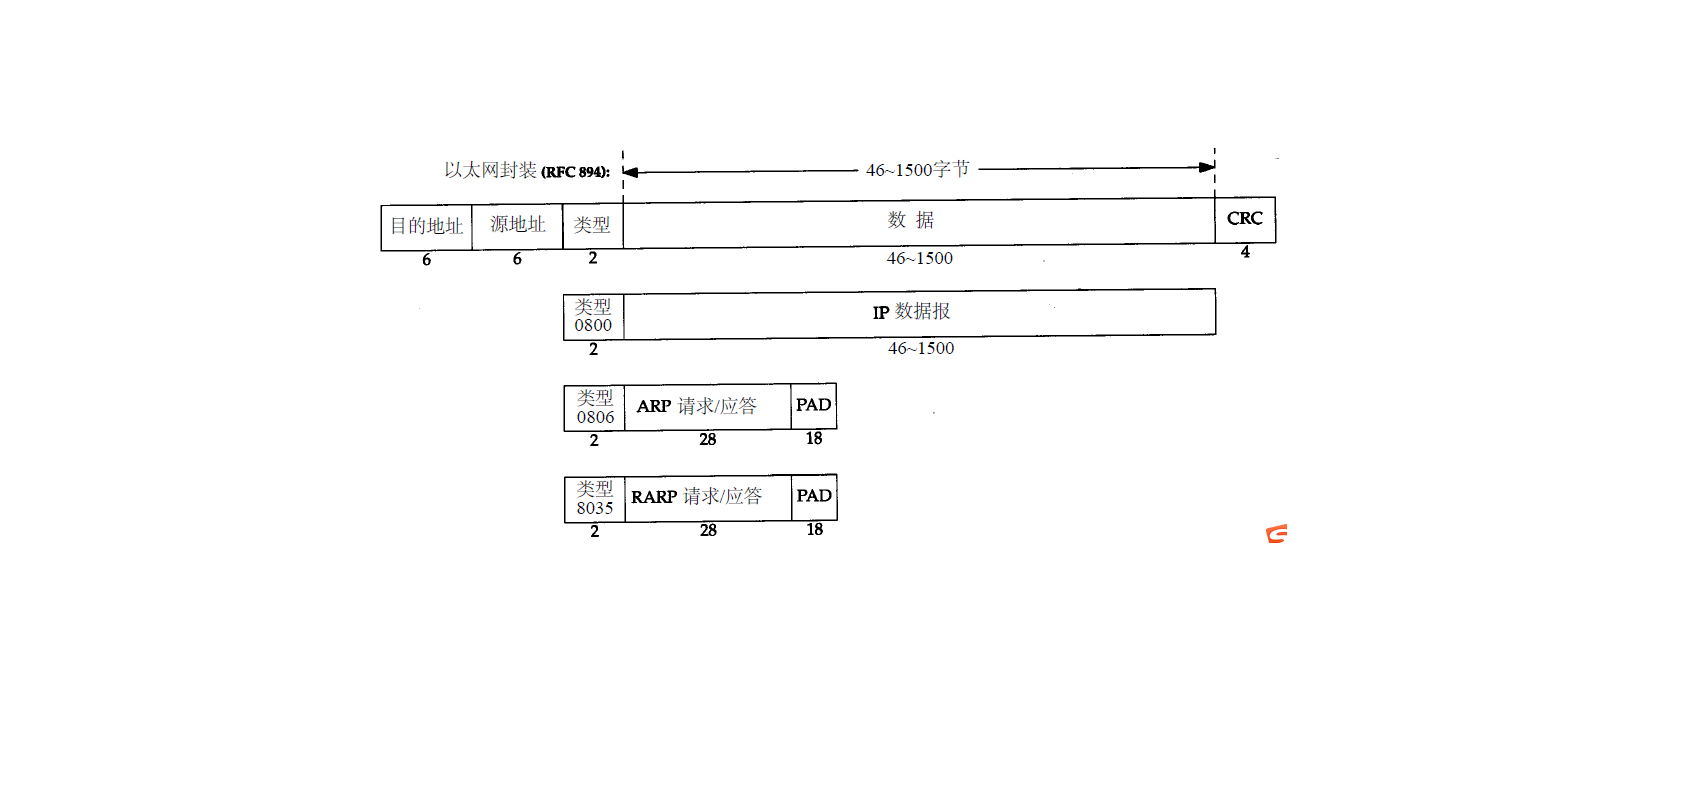 以太网封装 (RFC 894):
46~1500字节
目的地址 源地址 类型 数 据 CRC
6 6 2 46~1500 4
类型
0800
IP 数据报
2 46~1500
类型
0806
ARP 请求/应答 PAD
2 28 18
类型
8035
RARP 请求/应答 PAD
2 28 18